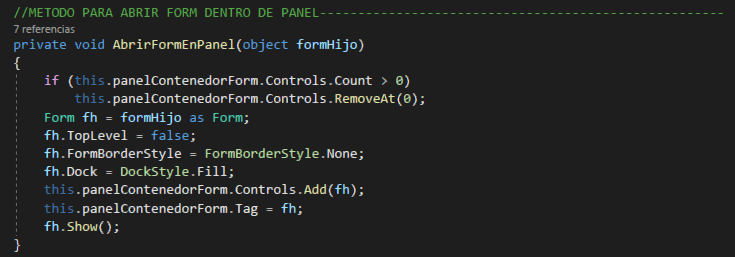 //METODO PARA ABRIR FORM DENTRO DE PANEL----------------------------------------------------
7 referencias
private void AbrirFormEnPanel(object formHijo)
{
if (this.panelContenedorForm.Controls.Count > 0)
this.panelContenedorForm.Controls.RemoveAt(0);
Form fh = formHijo as Form;
fh.TopLevel = false;
fh.FormBorderStyle = FormBorderStyle.None;
fh.Dock = DockStyle.Fill;
this.panelContenedorForm.Controls.Add(fh);
this.panelContenedorForm.Tag = fh;
fh.Show();
}